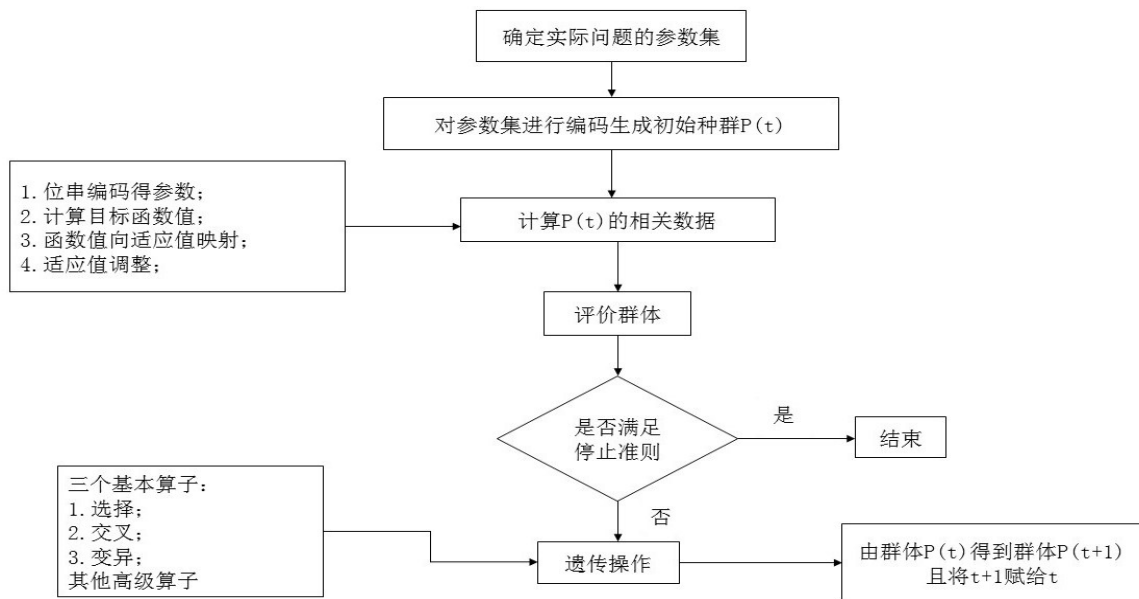 确定实际问题的参数集
对参数集进行编码生成初始种群P(t)
1.位串编码得参数；
2.计算目标函数值；
3.函数值向适应值映射；
4.适应值调整；
计算P(t)的相关数据
评价群体
是否满足
停止准则
是
结束
否
三个基本算子：
1.选择；
2.交叉；
3.变异；
其他高级算子
遗传操作
由群体P(t)得到群体P(t+1)
且将t+1赋给t